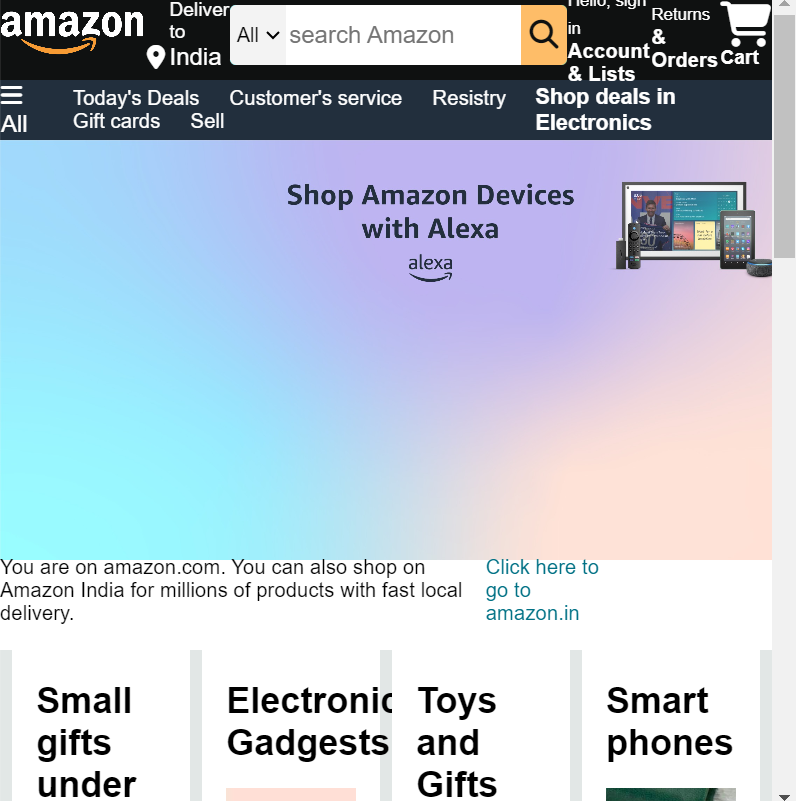 amazon
Deliver
to
India
All
search Amazon
Hello, sign
in
Account
& Lists
Returns
&
Orders
Cart
All
Today's Deals
Customer's service
Resistry
Gift cards
Sell
Shop deals in
Electronics
Shop Amazon Devices
with Alexa
alexa
You are on amazon.com. You can also shop on
Amazon India for millions of products with fast local
delivery.
Click here to
go to
amazon.in
Small
gifts
under
Electronic
Gadgests
Toys
and
Gifts
Smart
phones